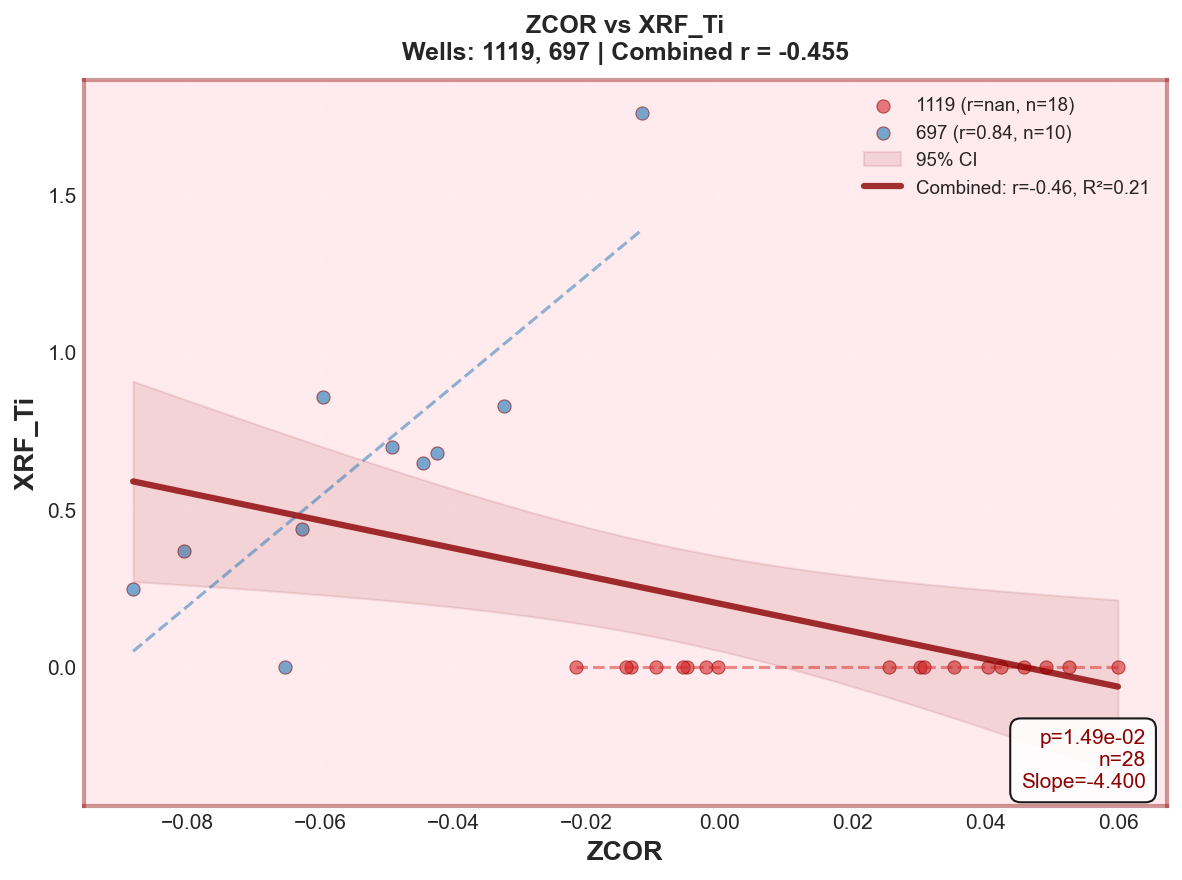 ZCOR vs XRF_Ti
Wells: 1119, 697 | Combined r = -0.455
1119 (r=nan, n=18)
697 (r=0.84, n=10)
95% CI
Combined: r=-0.46, R²=0.21
XRF_Ti
1.5
1.0
0.5
0.0
p=1.49e-02
n=28
Slope=-4.400
−0.08 −0.06 −0.04 −0.02 0.00 0.02 0.04 0.06
ZCOR